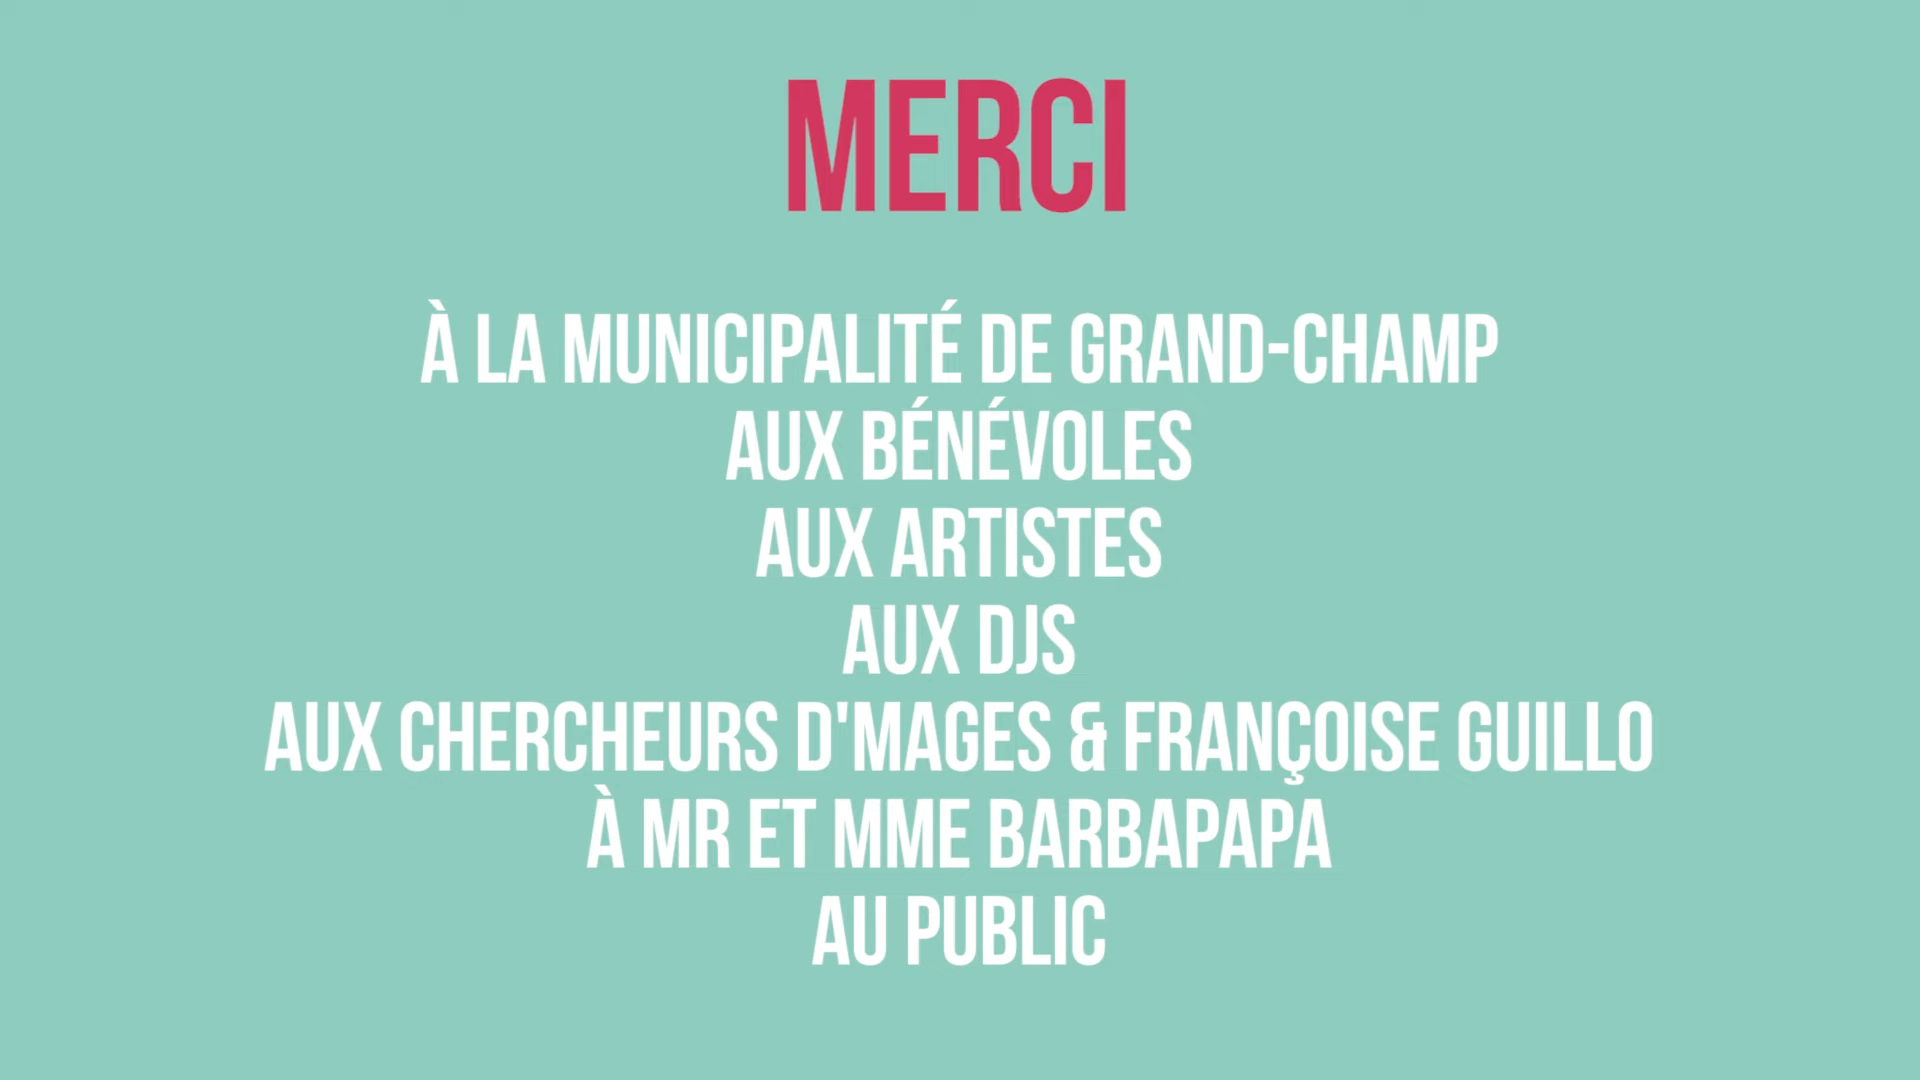 MERCI
À LA MUNICIPALITÉ DE GRAND-CHAMP
AUX BÉNÉVOLES
AUX ARTISTES
AUX DJS
AUX CHERCHEURS D'MAGES & FRANÇOISE GUILLO
À MR ET MME BARBAPAPA
AU PUBLIC